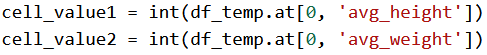 cell_value1 = int(df_temp.at[0, 'avg_height'])
cell_value2 = int(df_temp.at[0, 'avg_weight'])